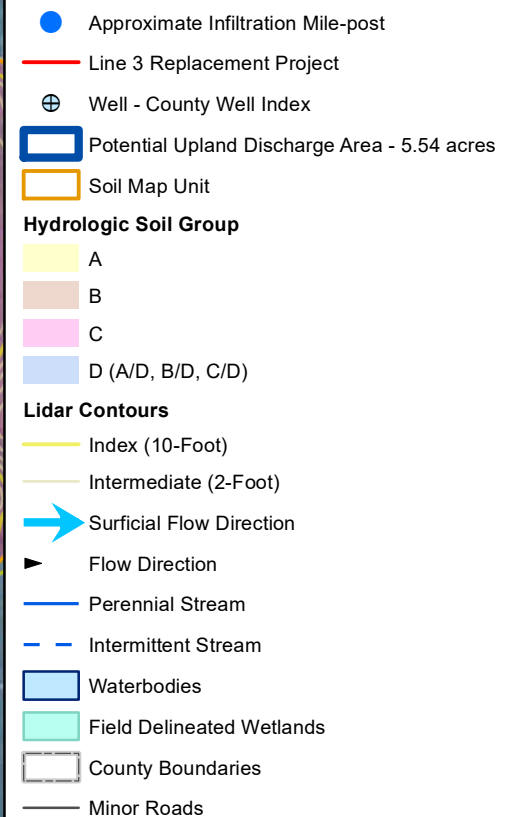 Approximate Infiltration Mile-post
Line 3 Replacement Project
Well - County Well Index
Potential Upland Discharge Area - 5.54 acres
Soil Map Unit
Hydrologic Soil Group
A
B
C
D (A/D, B/D, C/D)
Lidar Contours
Index (10-Foot)
Intermediate (2-Foot)
Surficial Flow Direction
Flow Direction
Perennial Stream
Intermittent Stream
Waterbodies
Field Delineated Wetlands
County Boundaries
Minor Roads